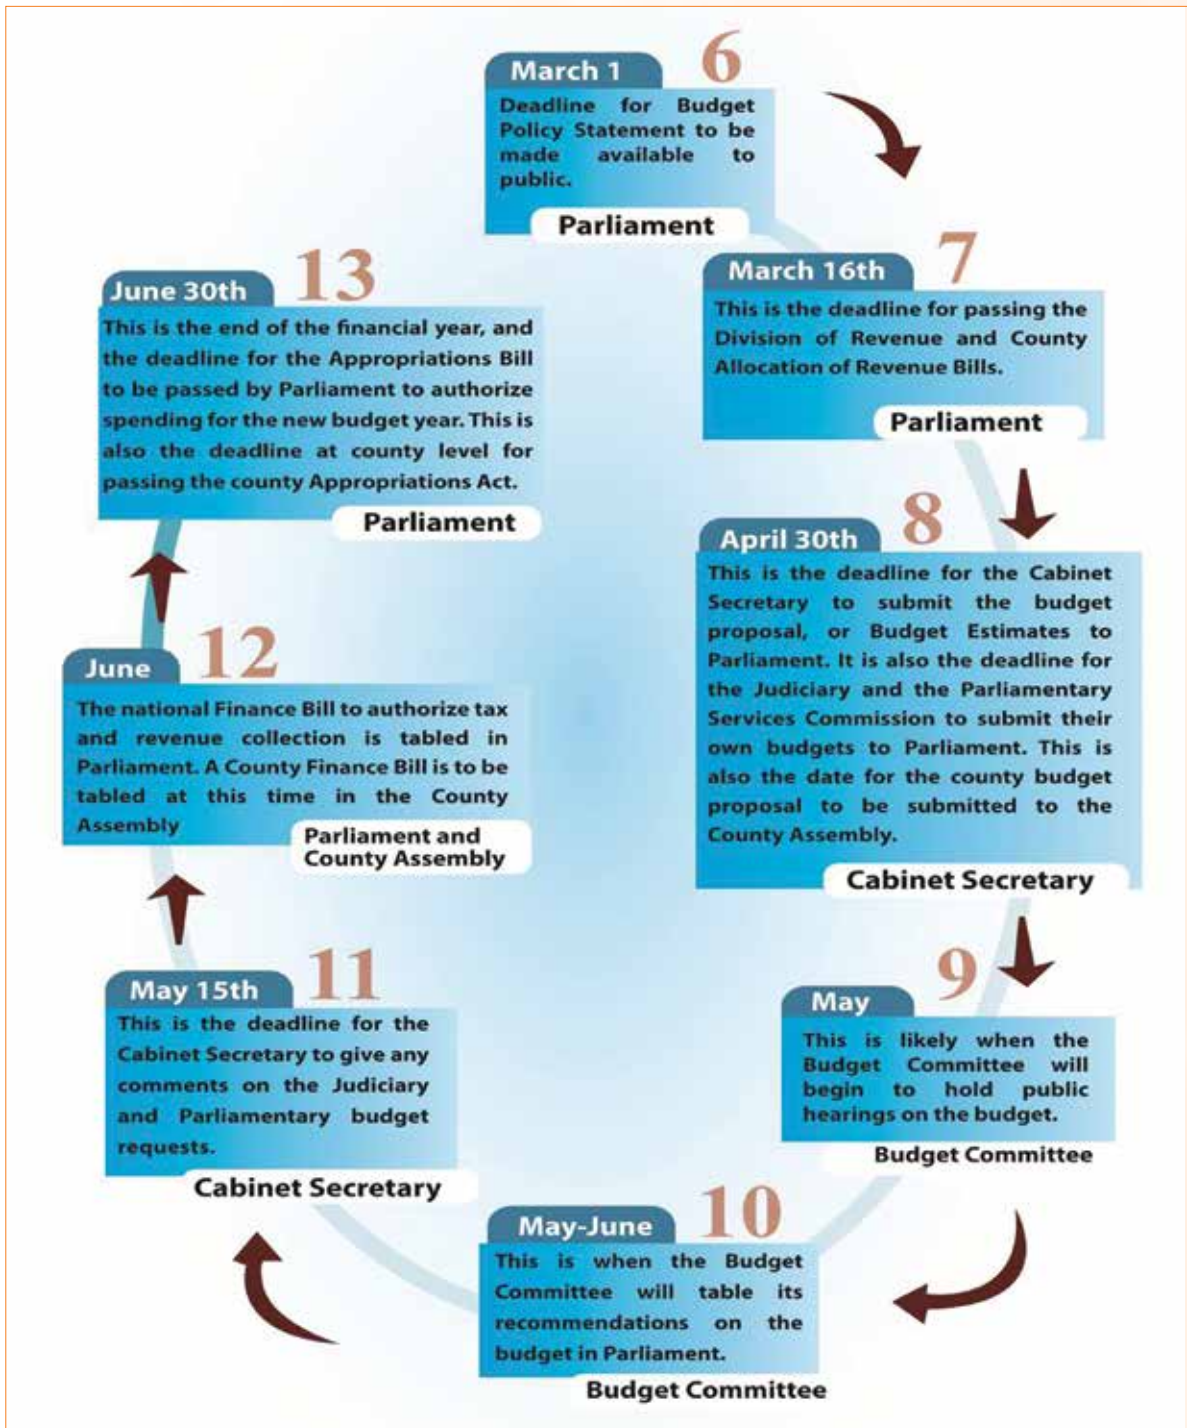 6
March 1
Deadline for Budget
Policy Statement to be
made available to
public.
Parliament
7
March 16th
This is the deadline for passing the
Division of Revenue and County
Allocation of Revenue Bills.
Parliament
8
April 30th
This is the deadline for the Cabinet
Secretary to submit the budget
proposal, or Budget Estimates to
Parliament. It is also the deadline for
the Judiciary and the Parliamentary
Services Commission to submit their
own budgets to Parliament. This is
also the date for the county budget
proposal to be submitted to the
County Assembly.
Cabinet Secretary
9
May
This is likely when the
Budget Committee will
begin to hold public
hearings on the budget.
Budget Committee
10
May-June
This is when the Budget
Committee will table its
recommendations on the
budget in Parliament.
Budget Committee
11
May 15th
This is the deadline for the
Cabinet Secretary to give any
comments on the Judiciary
and Parliamentary budget
requests.
Cabinet Secretary
12
June
The national Finance Bill to authorize tax
and revenue collection is tabled in
Parliament. A County Finance Bill is to be
tabled at this time in the County
Assembly
Parliament and
County Assembly
13
June 30th
This is the end of the financial year, and
the deadline for the Appropriations Bill
to be passed by Parliament to authorize
spending for the new budget year. This is
also the deadline at county level for
passing the county Appropriations Act.
Parliament